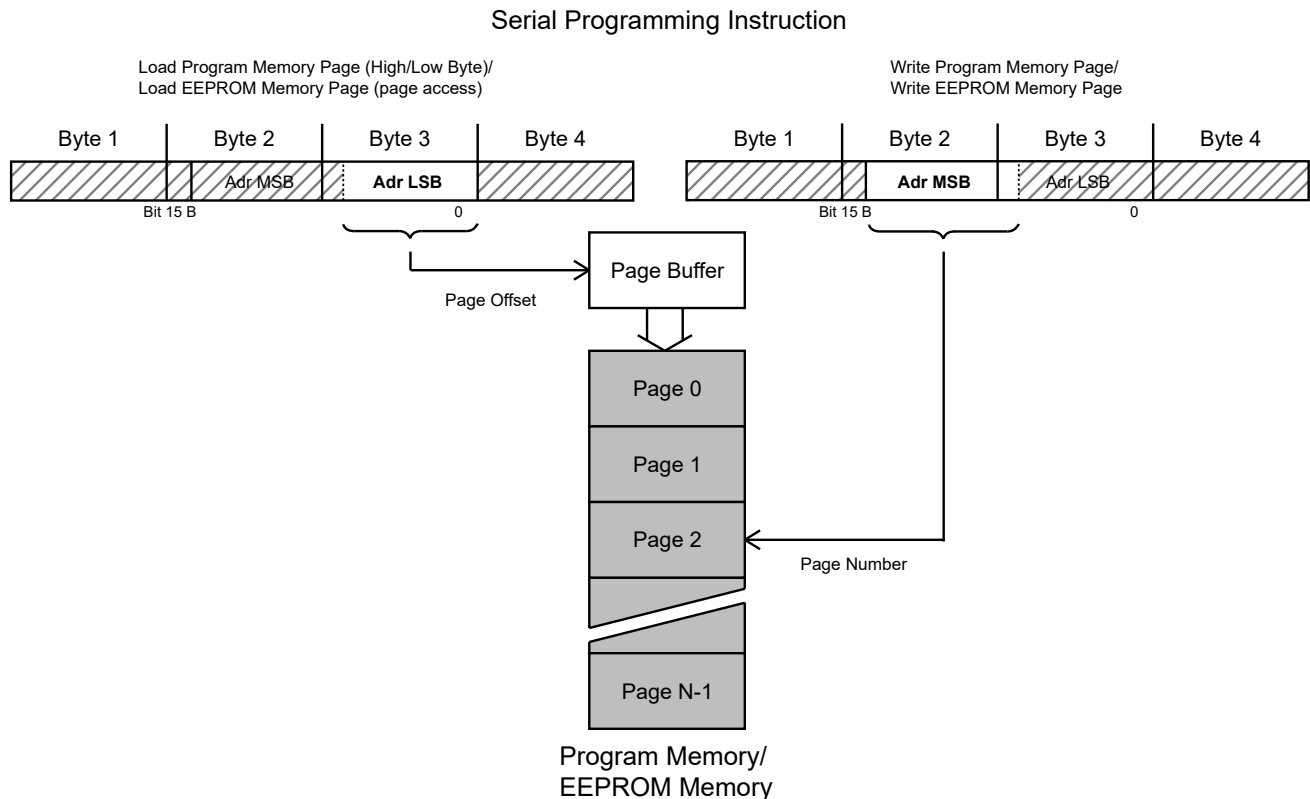 Serial Programming Instruction
Load Program Memory Page (High/Low Byte)/
Load EEPROM Memory Page (page access)
Byte 1 Byte 2 Byte 3 Byte 4
Adr MSB Adr LSB
Bit 15 B 0
Write Program Memory Page/
Write EEPROM Memory Page
Byte 1 Byte 2 Byte 3 Byte 4
Adr MSB Adr LSB
Bit 15 B 0
Page Offset
Page Buffer
Page 0
Page 1
Page 2
Page Number
Page N-1
Program Memory/
EEPROM Memory